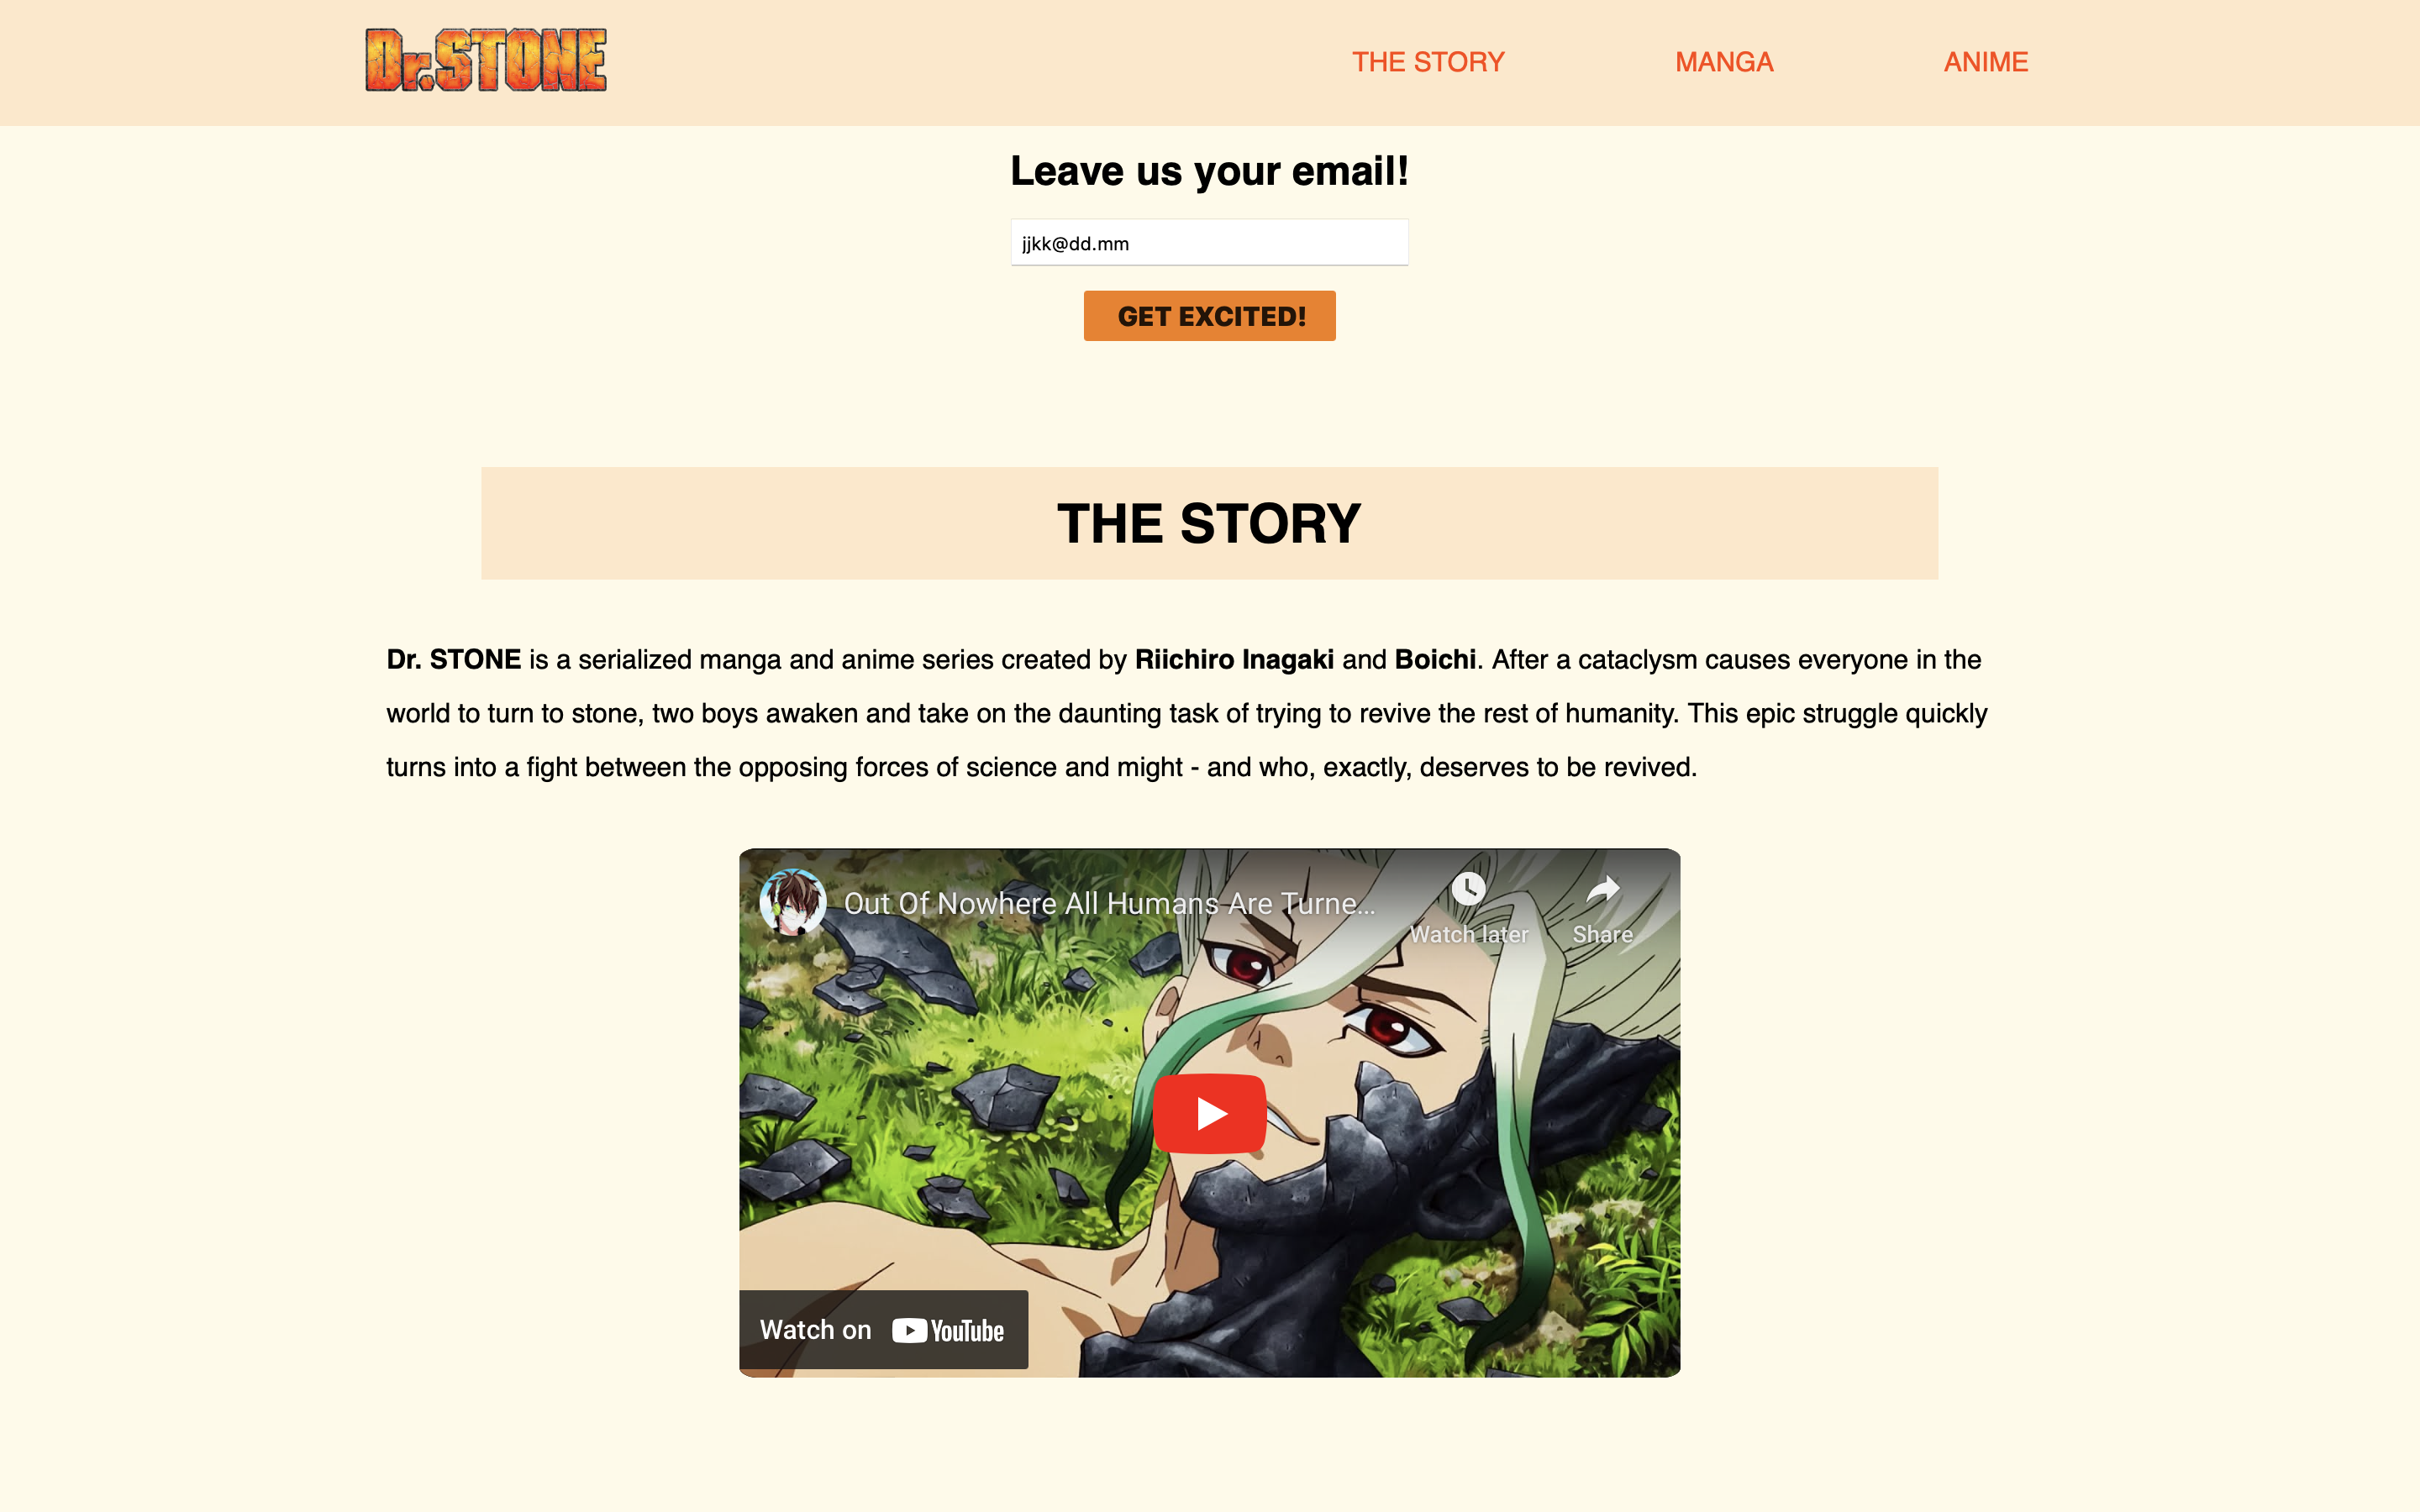 Dr.STONE
THE STORY
MANGA
ANIME
Leave us your email!
jjkk@dd.mm
GET EXCITED!
THE STORY
Dr. STONE is a serialized manga and anime series created by Riichiro Inagaki and Boichi. After a cataclysm causes everyone in the
world to turn to stone, two boys awaken and take on the daunting task of trying to revive the rest of humanity. This epic struggle quickly
turns into a fight between the opposing forces of science and might - and who, exactly, deserves to be revived.
Out Of Nowhere All Humans Are Turne...
Watch later
Share
Watch on YouTube